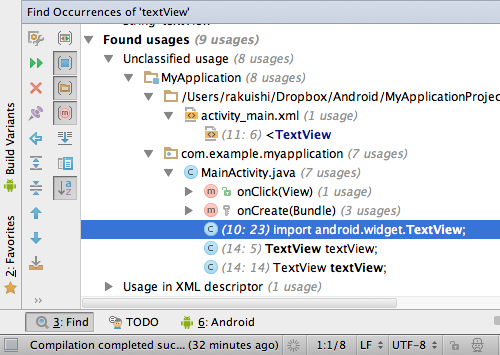 Find Occurrences of 'textView'
Found usages (9 usages)
Unclassified usage (8 usages)
MyApplication (8 usages)
/Users/rakuishi/Dropbox/Android/MyApplicationProjec
activity_main.xml (1 usage)
(11: 6) <TextView
com.example.myapplication (7 usages)
MainActivity.java (7 usages)
onClick(View) (1 usage)
onCreate(Bundle) (3 usages)
(10: 23) import android.widget.TextView;
(14: 5) TextView textView;
(14: 14) TextView textView;
Usage in XML descriptor (1 usage)
Build Variants
2: Favorites
3: Find
TODO
6: Android
Compilation completed suc... (32 minutes ago)
1:1/8
LF
UTF-8